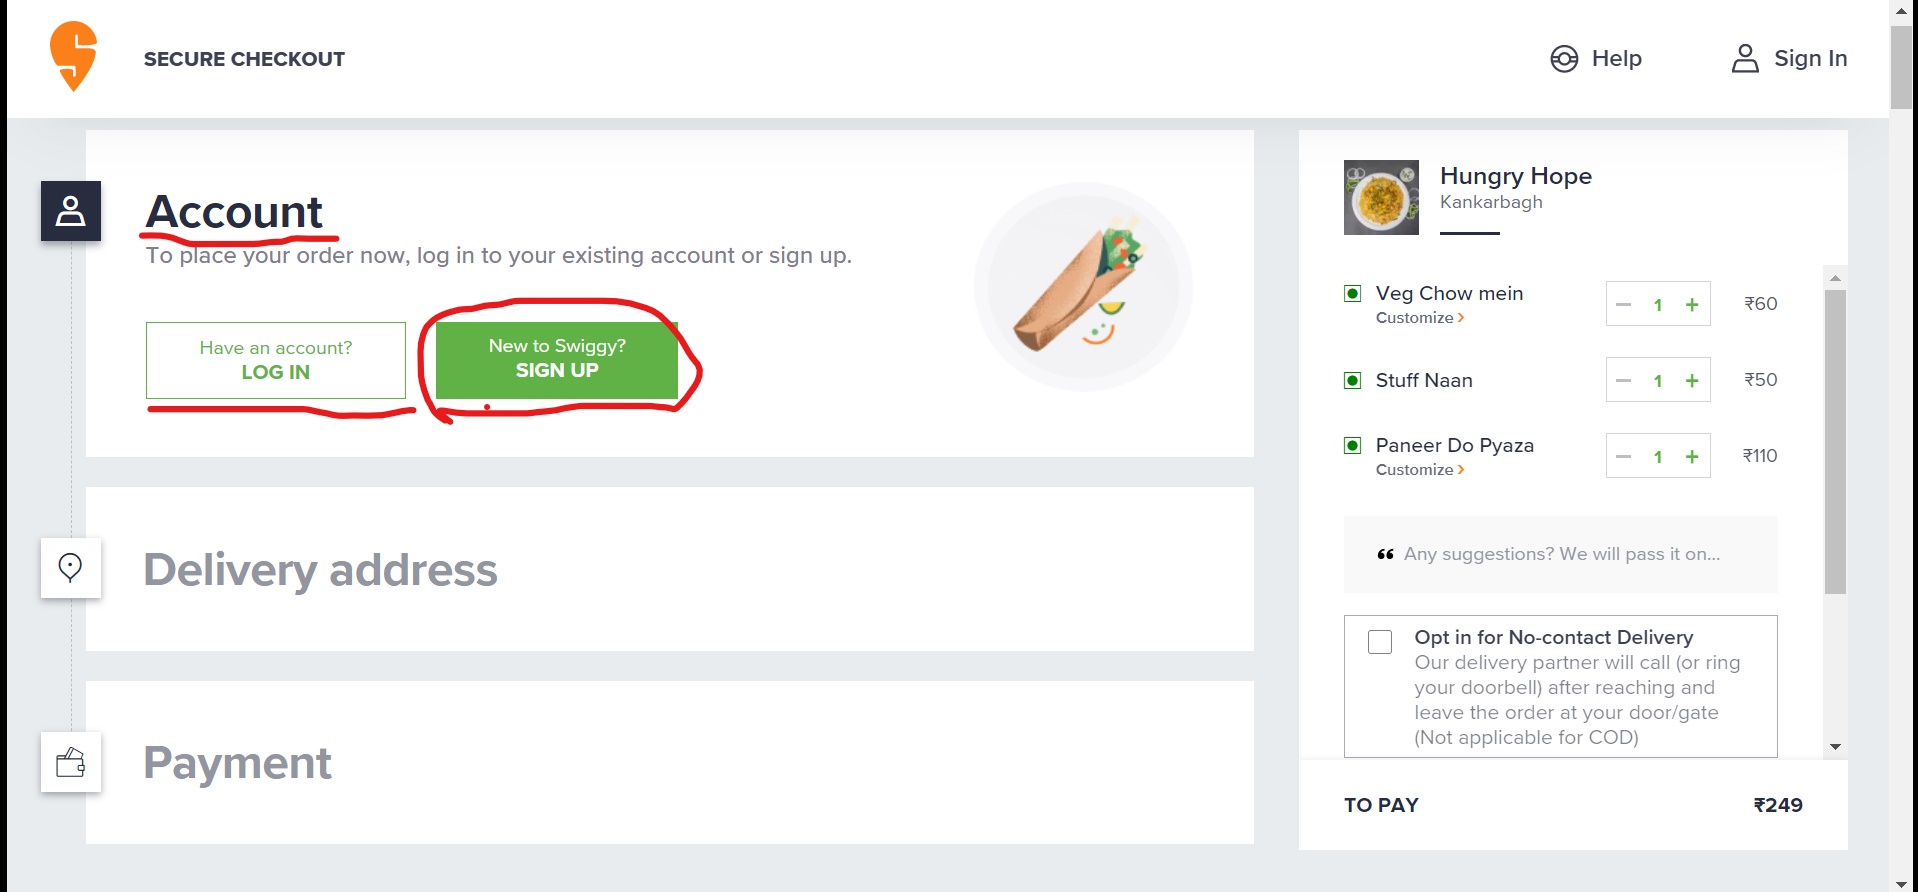 SECURE CHECKOUT
Help
Sign In
Account
To place your order now, log in to your existing account or sign up.
Have an account?
LOG IN
New to Swiggy?
SIGN UP
Delivery address
Payment
Hungry Hope
Kankarbagh
Veg Chow mein
Customize >
1
₹60
Stuff Naan
1
₹50
Paneer Do Pyaza
Customize >
1
₹110
❝ Any suggestions? We will pass it on...
Opt in for No-contact Delivery
Our delivery partner will call (or ring
your doorbell) after reaching and
leave the order at your door/gate
(Not applicable for COD)
TO PAY
₹249